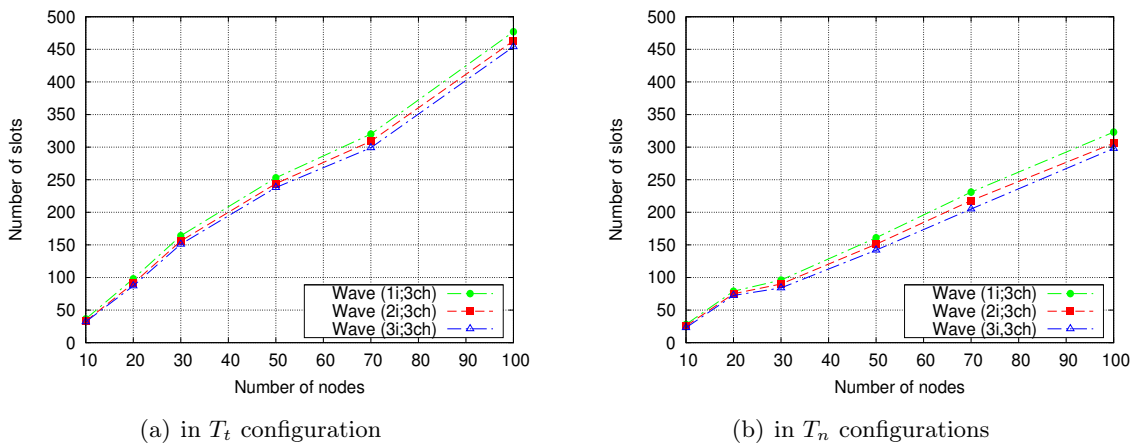 500
450
400
350
300
250
200
150
100
50
0
Number of slots
Wave (1i;3ch)
Wave (2i;3ch)
Wave (3i,3ch)
10 20 30 40 50 60 70 80 90 100
Number of nodes
(a) in T_t configuration
500
450
400
350
300
250
200
150
100
50
0
Number of slots
Wave (1i;3ch)
Wave (2i;3ch)
Wave (3i,3ch)
10 20 30 40 50 60 70 80 90 100
Number of nodes
(b) in T_n configurations